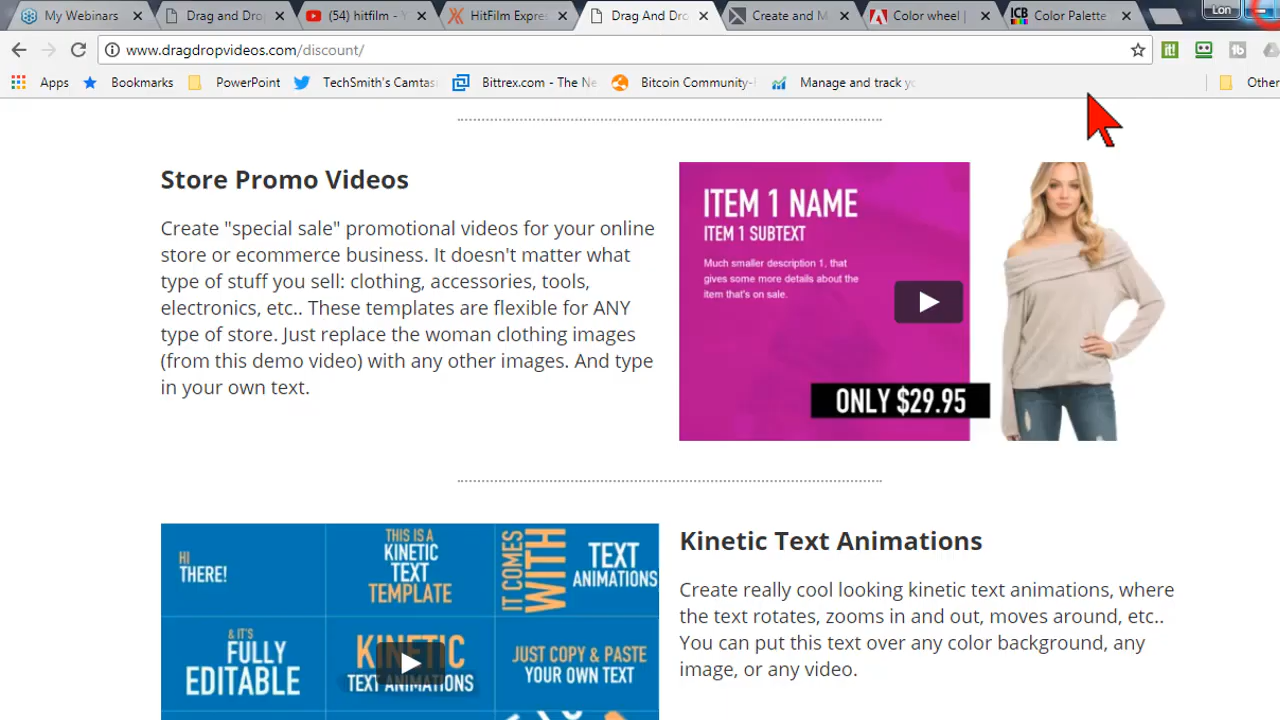 My Webinars
Drag and Drop
(54) hitfilm - Y
HitFilm Expres
Drag And Dro
Create and M
Color wheel |
Color Palette
Lon
www.dragdropvideos.com/discount/
Apps
Bookmarks
PowerPoint
TechSmith's Camtas
Bittrex.com - The Ne
Bitcoin Community-
Manage and track yo
Other
Store Promo Videos
Create "special sale" promotional videos for your online
store or ecommerce business. It doesn't matter what
type of stuff you sell: clothing, accessories, tools,
electronics, etc.. These templates are flexible for ANY
type of store. Just replace the woman clothing images
(from this demo video) with any other images. And type
in your own text.
ITEM 1 NAME
ITEM 1 SUBTEXT
Much smaller description 1, that
gives some more details about the
item that's on sale.
ONLY $29.95
HI
THERE!
THIS IS A
KINETIC
TEXT
TEMPLATE
IT COMES
WITH
TEXT
ANIMATIONS
& IT'S
FULLY
EDITABLE
KINETIC
TEXT ANIMATIONS
JUST COPY & PASTE
YOUR OWN TEXT
Kinetic Text Animations
Create really cool looking kinetic text animations, where
the text rotates, zooms in and out, moves around, etc..
You can put this text over any color background, any
image, or any video.